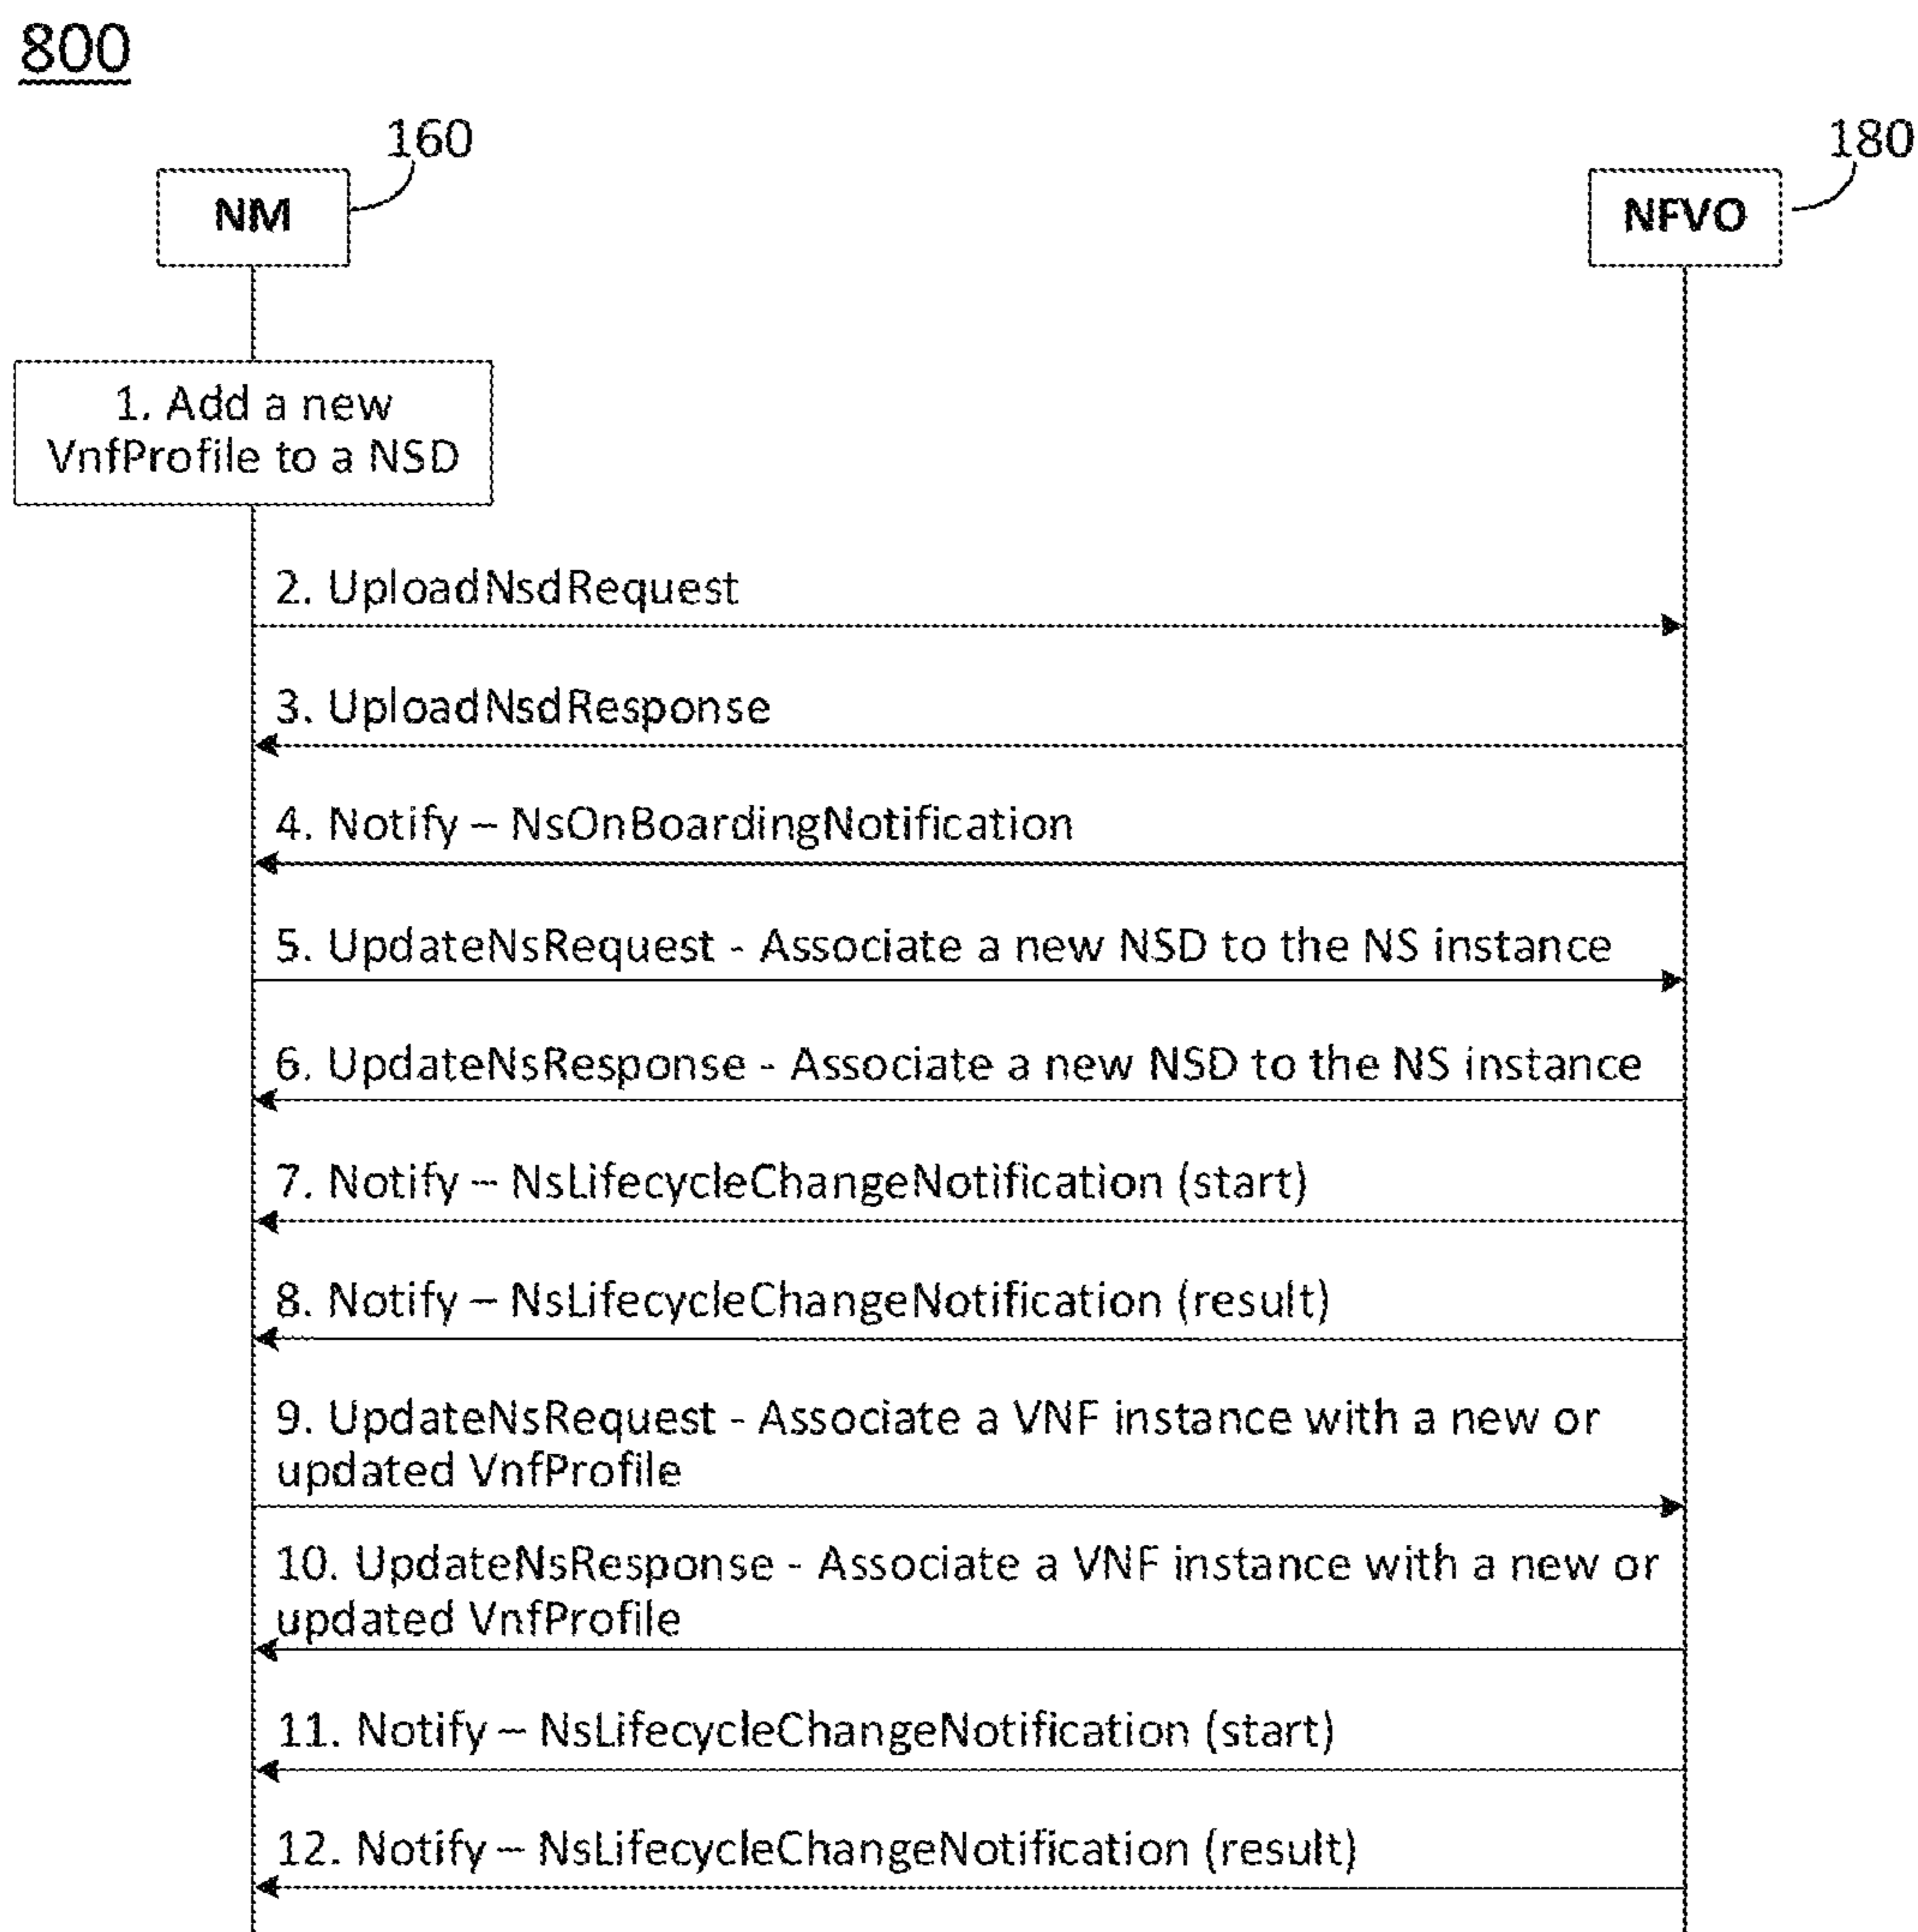 800
160
180
NM
NFVO
1. Add a new
VnfProfile to a NSD
2. UploadNsdRequest
3. UploadNsdResponse
4. Notify – NsOnBoardingNotification
5. UpdateNsRequest - Associate a new NSD to the NS instance
6. UpdateNsResponse - Associate a new NSD to the NS instance
7. Notify – NsLifecycleChangeNotification (start)
8. Notify – NsLifecycleChangeNotification (result)
9. UpdateNsRequest - Associate a VNF instance with a new or
updated VnfProfile
10. UpdateNsResponse - Associate a VNF instance with a new or
updated VnfProfile
11. Notify – NsLifecycleChangeNotification (start)
12. Notify – NsLifecycleChangeNotification (result)